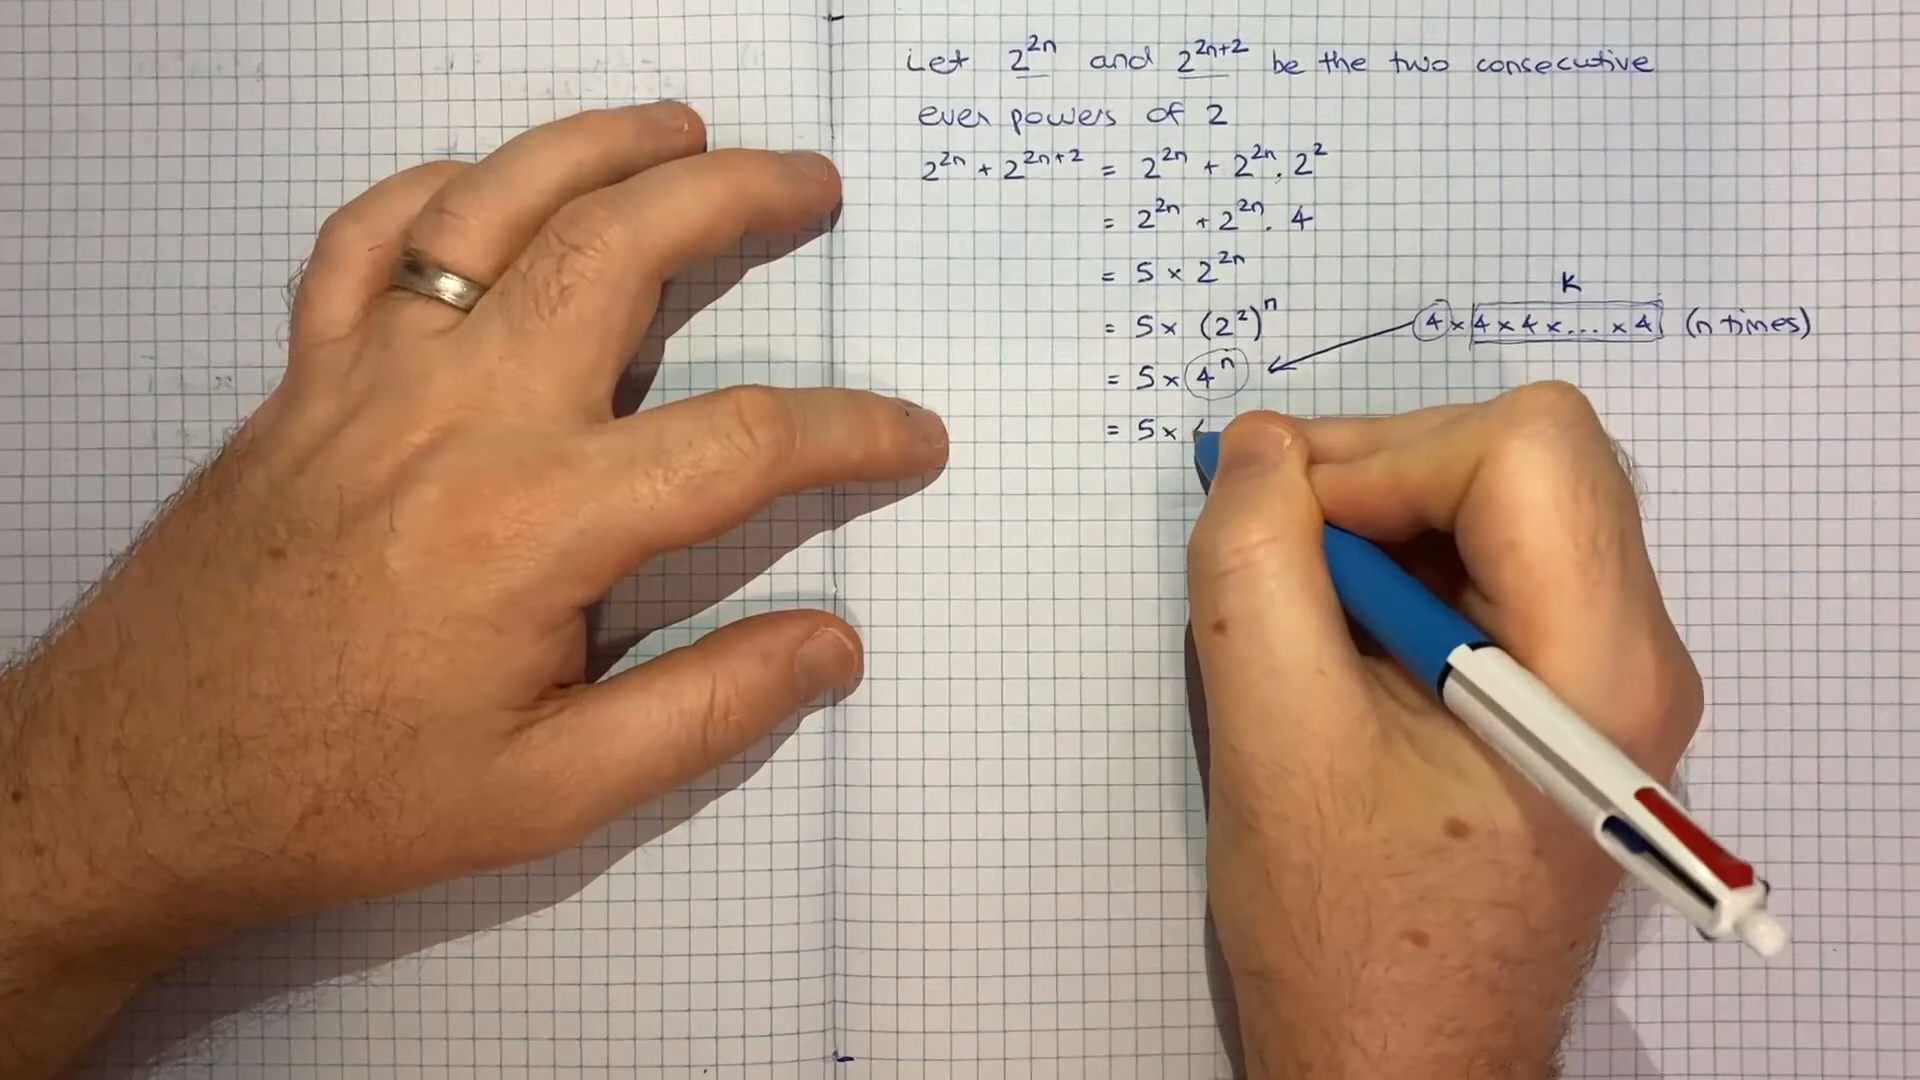 Let 2^{2n} and 2^{2n+2} be the two consecutive
even powers of 2
2^{2n} + 2^{2n+2} = 2^{2n} + 2^{2n} . 2^2
= 2^{2n} + 2^{2n} . 4
= 5 × 2^{2n}
K
= 5 × (2^2)^n
4 × 4 × 4 × ... × 4 (n times)
= 5 × 4^n
= 5 ×